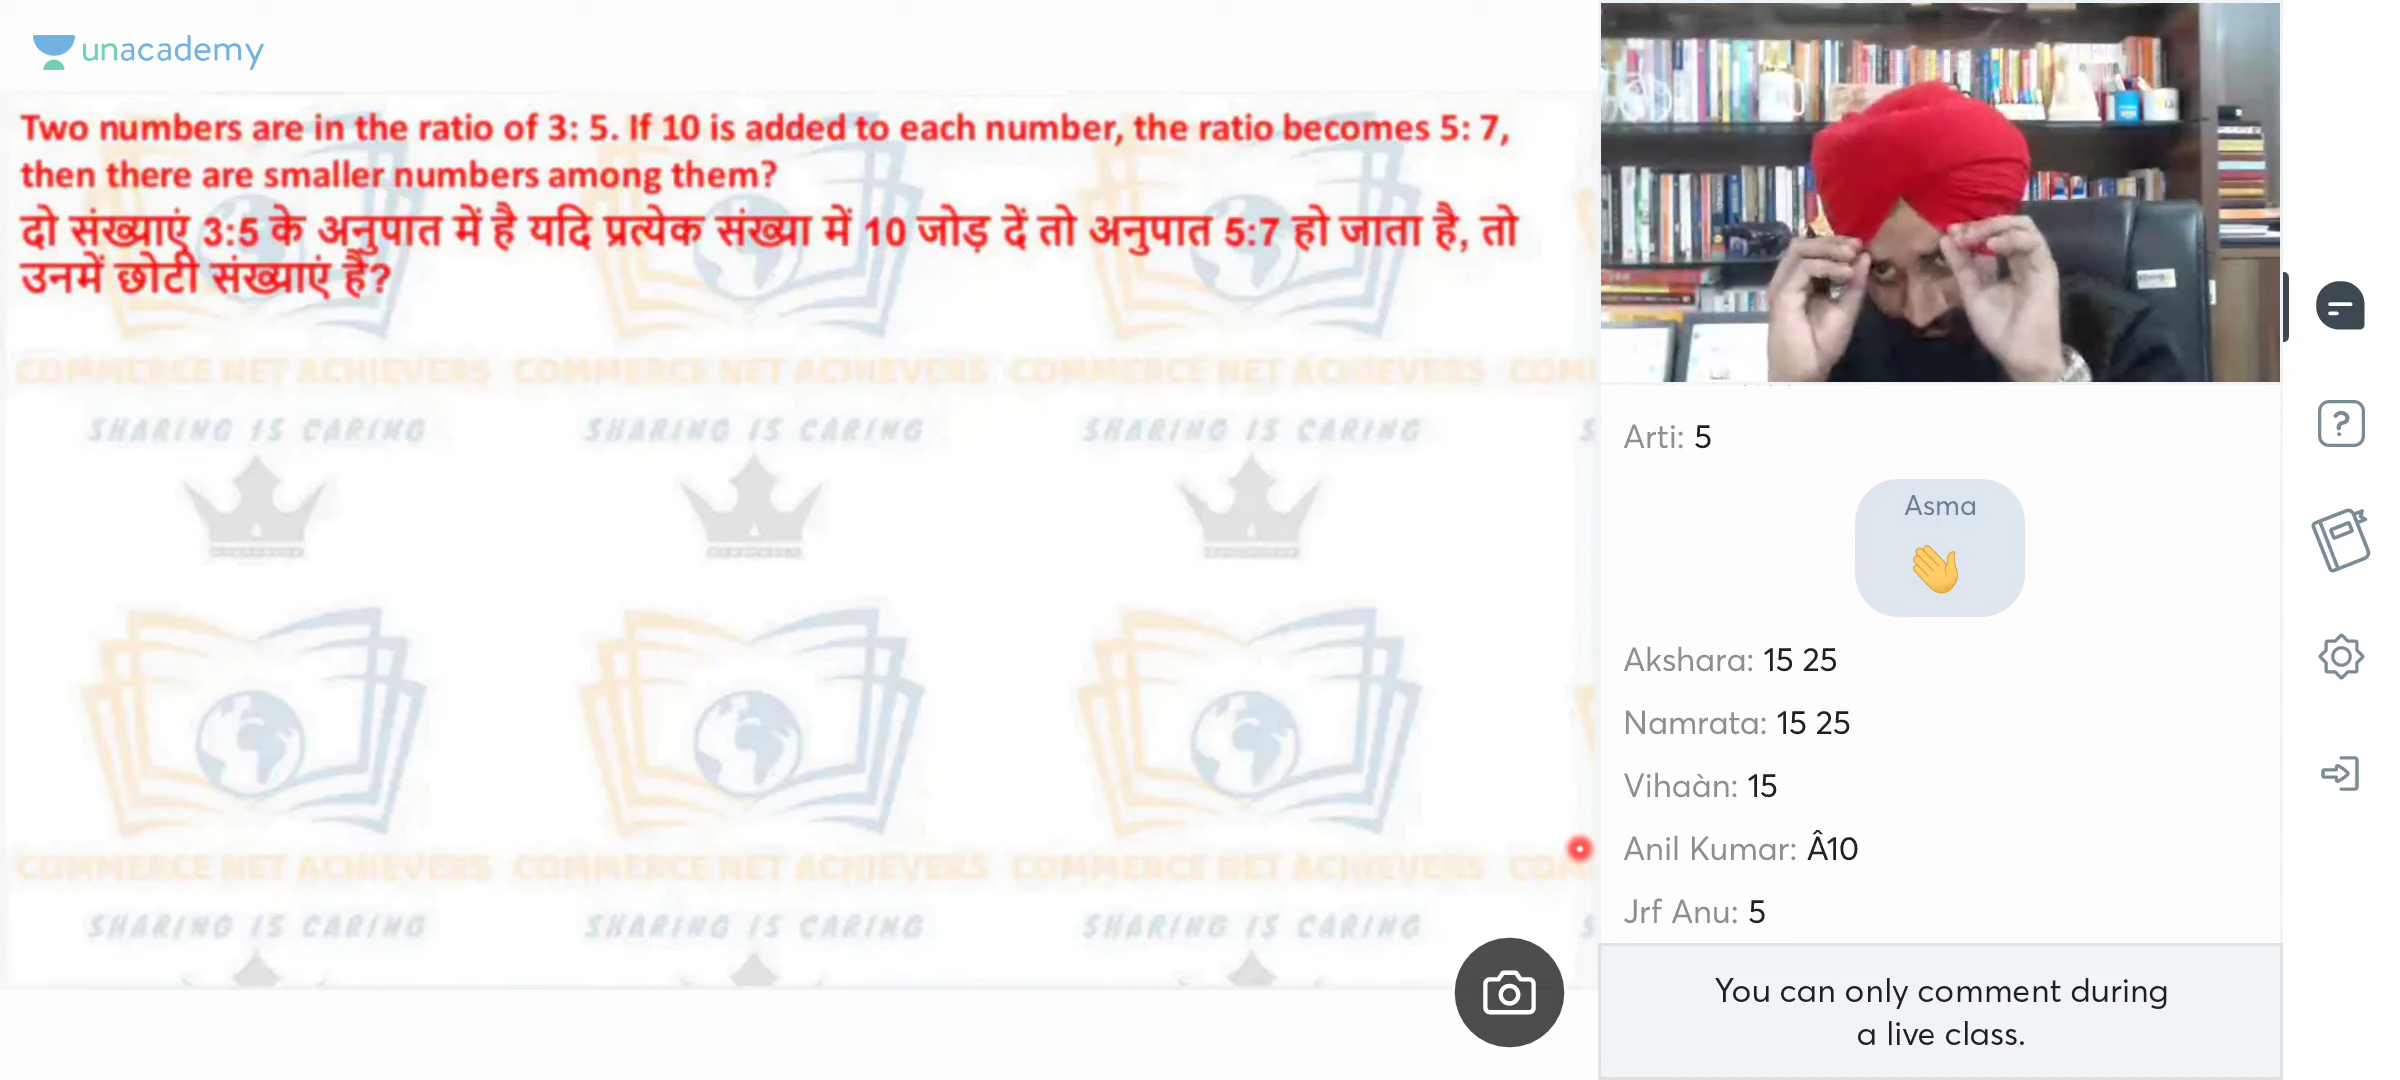 unacademy
Two numbers are in the ratio of 3: 5. If 10 is added to each number, the ratio becomes 5: 7,
then there are smaller numbers among them?
दो संख्याएं 3:5 के अनुपात में है यदि प्रत्येक संख्या में 10 जोड़ दें तो अनुपात 5:7 हो जाता है, तो
उनमें छोटी संख्याएं हैं?
COMMERCE NET ACHIEVERS COMMERCE NET ACHIEVERS COMMERCE NET ACHIEVERS COM
SHARING IS CARING SHARING IS CARING SHARING IS CARING S
COMMERCE NET ACHIEVERS COMMERCE NET ACHIEVERS COMMERCE NET ACHIEVERS COM
SHARING IS CARING SHARING IS CARING SHARING IS CARING S
Arti: 5
Asma
Akshara: 15 25
Namrata: 15 25
Vihaàn: 15
Anil Kumar: Â10
Jrf Anu: 5
You can only comment during
a live class.